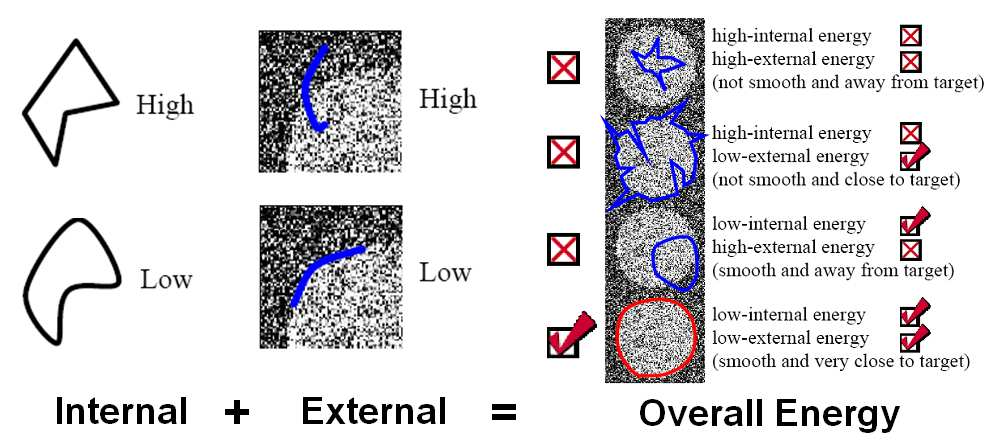 High
High
Low
Low
high-internal energy
high-external energy
(not smooth and away from target)
high-internal energy
low-external energy
(not smooth and close to target)
low-internal energy
high-external energy
(smooth and away from target)
low-internal energy
low-external energy
(smooth and very close to target)
Internal + External = Overall Energy